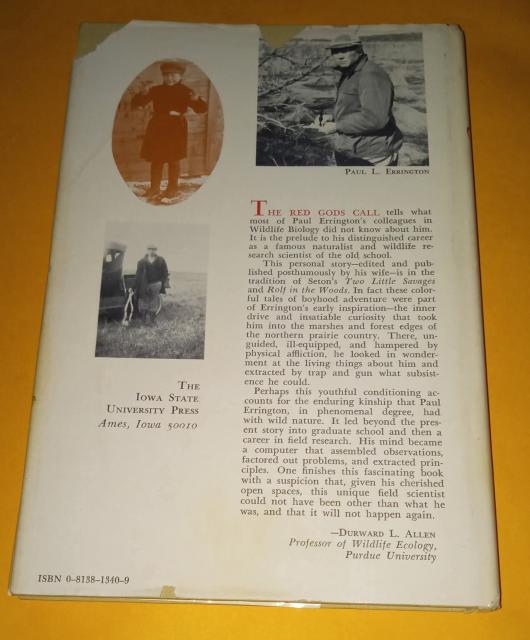 PAUL L. ERRINGTON
THE RED GODS CALL tells what
most of Paul Errington's colleagues in
Wildlife Biology did not know about him.
It is the prelude to his distinguished career
as a famous naturalist and wildlife re-
search scientist of the old school.
This personal story—edited and pub-
lished posthumously by his wife—is in the
tradition of Seton's Two Little Savages
and Rolf in the Woods. In fact these color-
ful tales of boyhood adventure were part
of Errington's early inspiration—the inner
drive and insatiable curiosity that took
him into the marshes and forest edges of
the northern prairie country. There, un-
guided, ill-equipped, and hampered by
physical affliction, he looked in wonder-
ment at the living things about him and
extracted by trap and gun what subsist-
ence he could.
Perhaps this youthful conditioning ac-
counts for the enduring kinship that Paul
Errington, in phenomenal degree, had
with wild nature. It led beyond the pres-
ent story into graduate school and then a
career in field research. His mind became
a computer that assembled observations,
factored out problems, and extracted prin-
ciples. One finishes this fascinating book
with a suspicion that, given his cherished
open spaces, this unique field scientist
could not have been other than what he
was, and that it will not happen again.
—DURWARD L. ALLEN
Professor of Wildlife Ecology,
Purdue University
THE
IOWA STATE
UNIVERSITY PRESS
Ames, Iowa 50010
ISBN 0-8138-1340-9